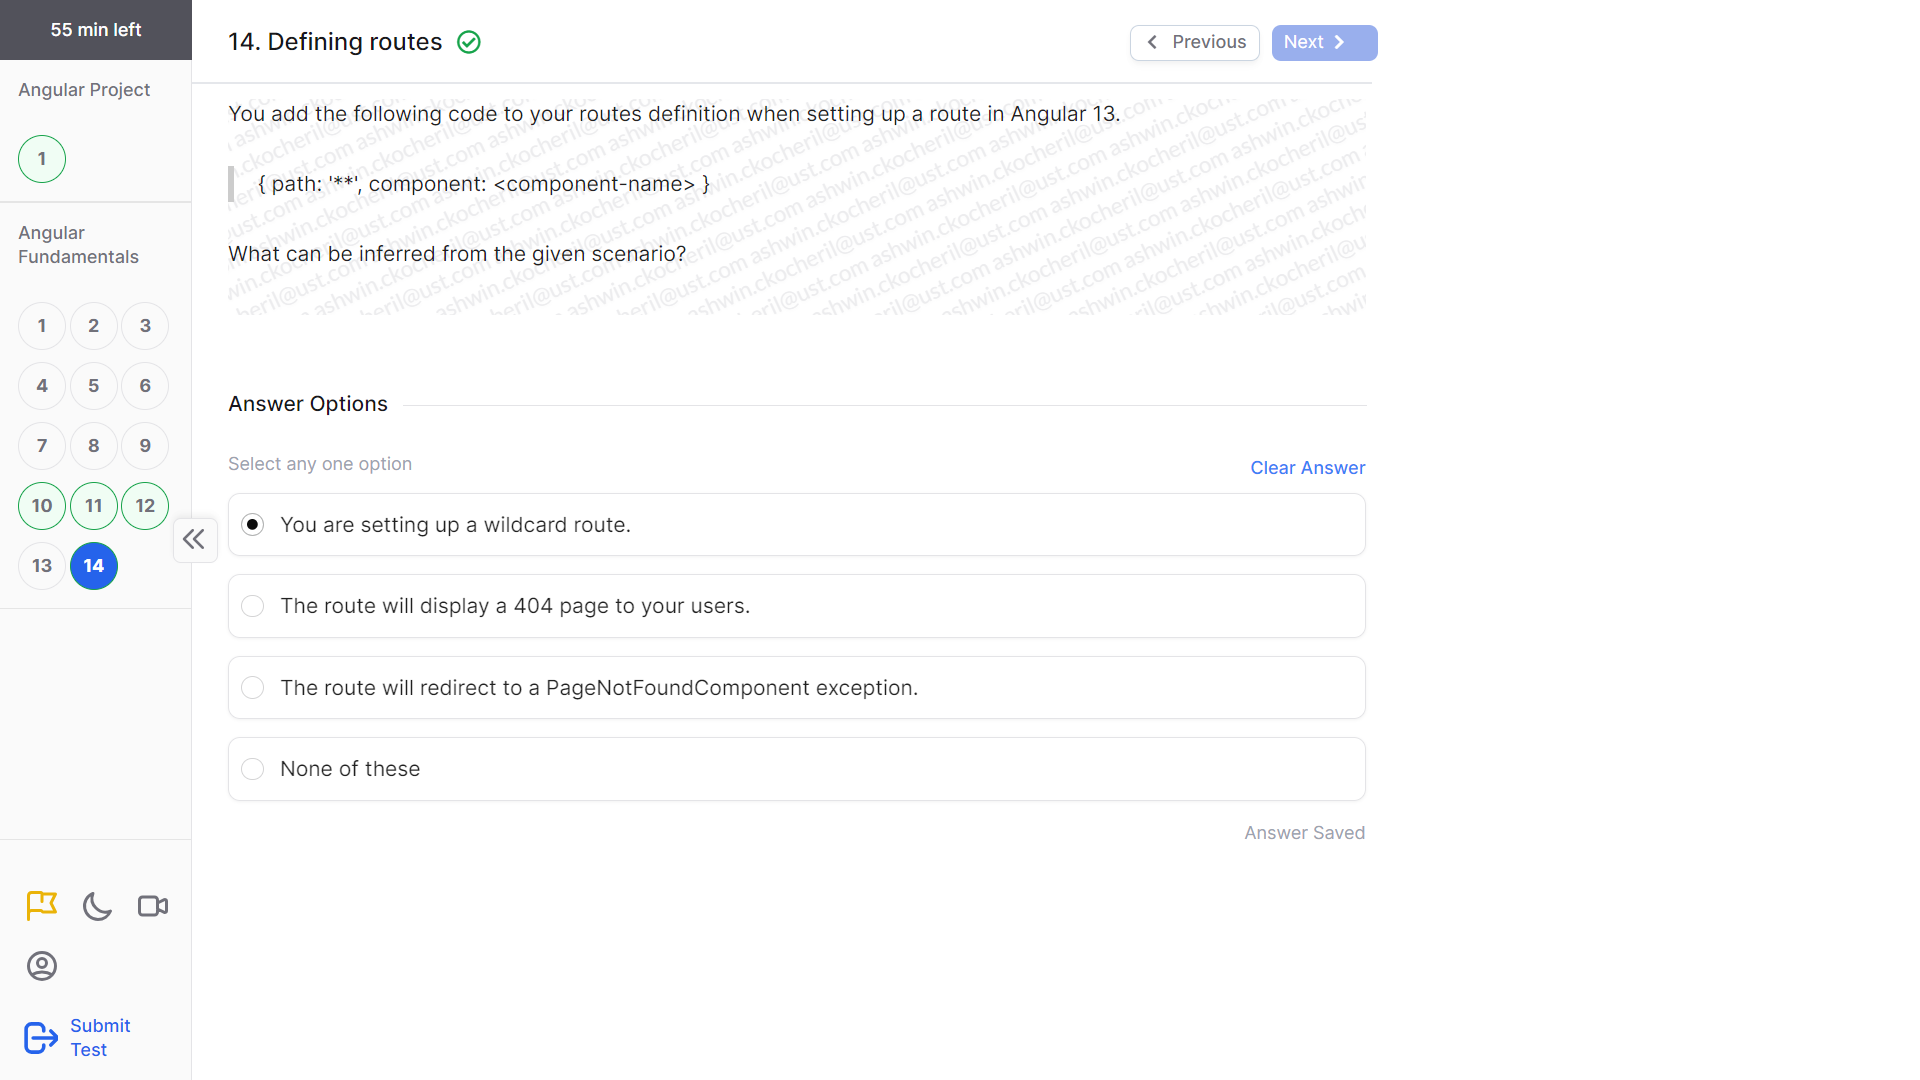 55 min left
Angular Project
1
Angular
Fundamentals
1 2 3
4 5 6
7 8 9
10 11 12
13 14
Submit
Test
14. Defining routes
Previous
Next
You add the following code to your routes definition when setting up a route in Angular 13.
{ path: '**', component: <component-name> }
What can be inferred from the given scenario?
ashwin.ckocheril@ust.com
Answer Options
Select any one option
Clear Answer
You are setting up a wildcard route.
The route will display a 404 page to your users.
The route will redirect to a PageNotFoundComponent exception.
None of these
Answer Saved